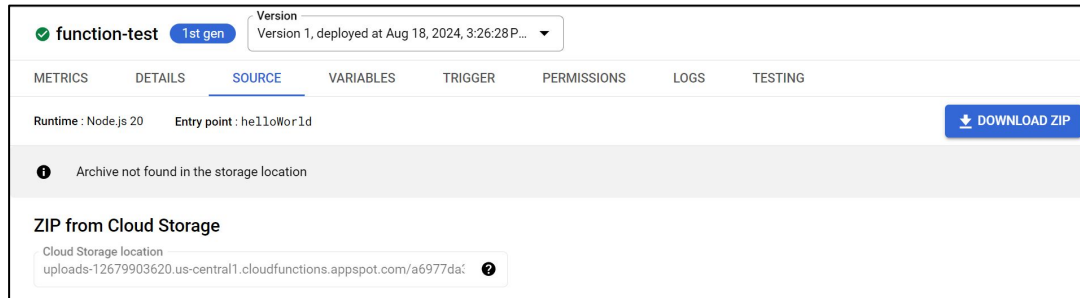 function-test 1st gen Version Version 1, deployed at Aug 18, 2024, 3:26:28 P...
METRICS DETAILS SOURCE VARIABLES TRIGGER PERMISSIONS LOGS TESTING
Runtime : Node.js 20 Entry point : helloWorld DOWNLOAD ZIP
Archive not found in the storage location
ZIP from Cloud Storage
Cloud Storage location
uploads-12679903620.us-central1.cloudfunctions.appspot.com/a6977da3